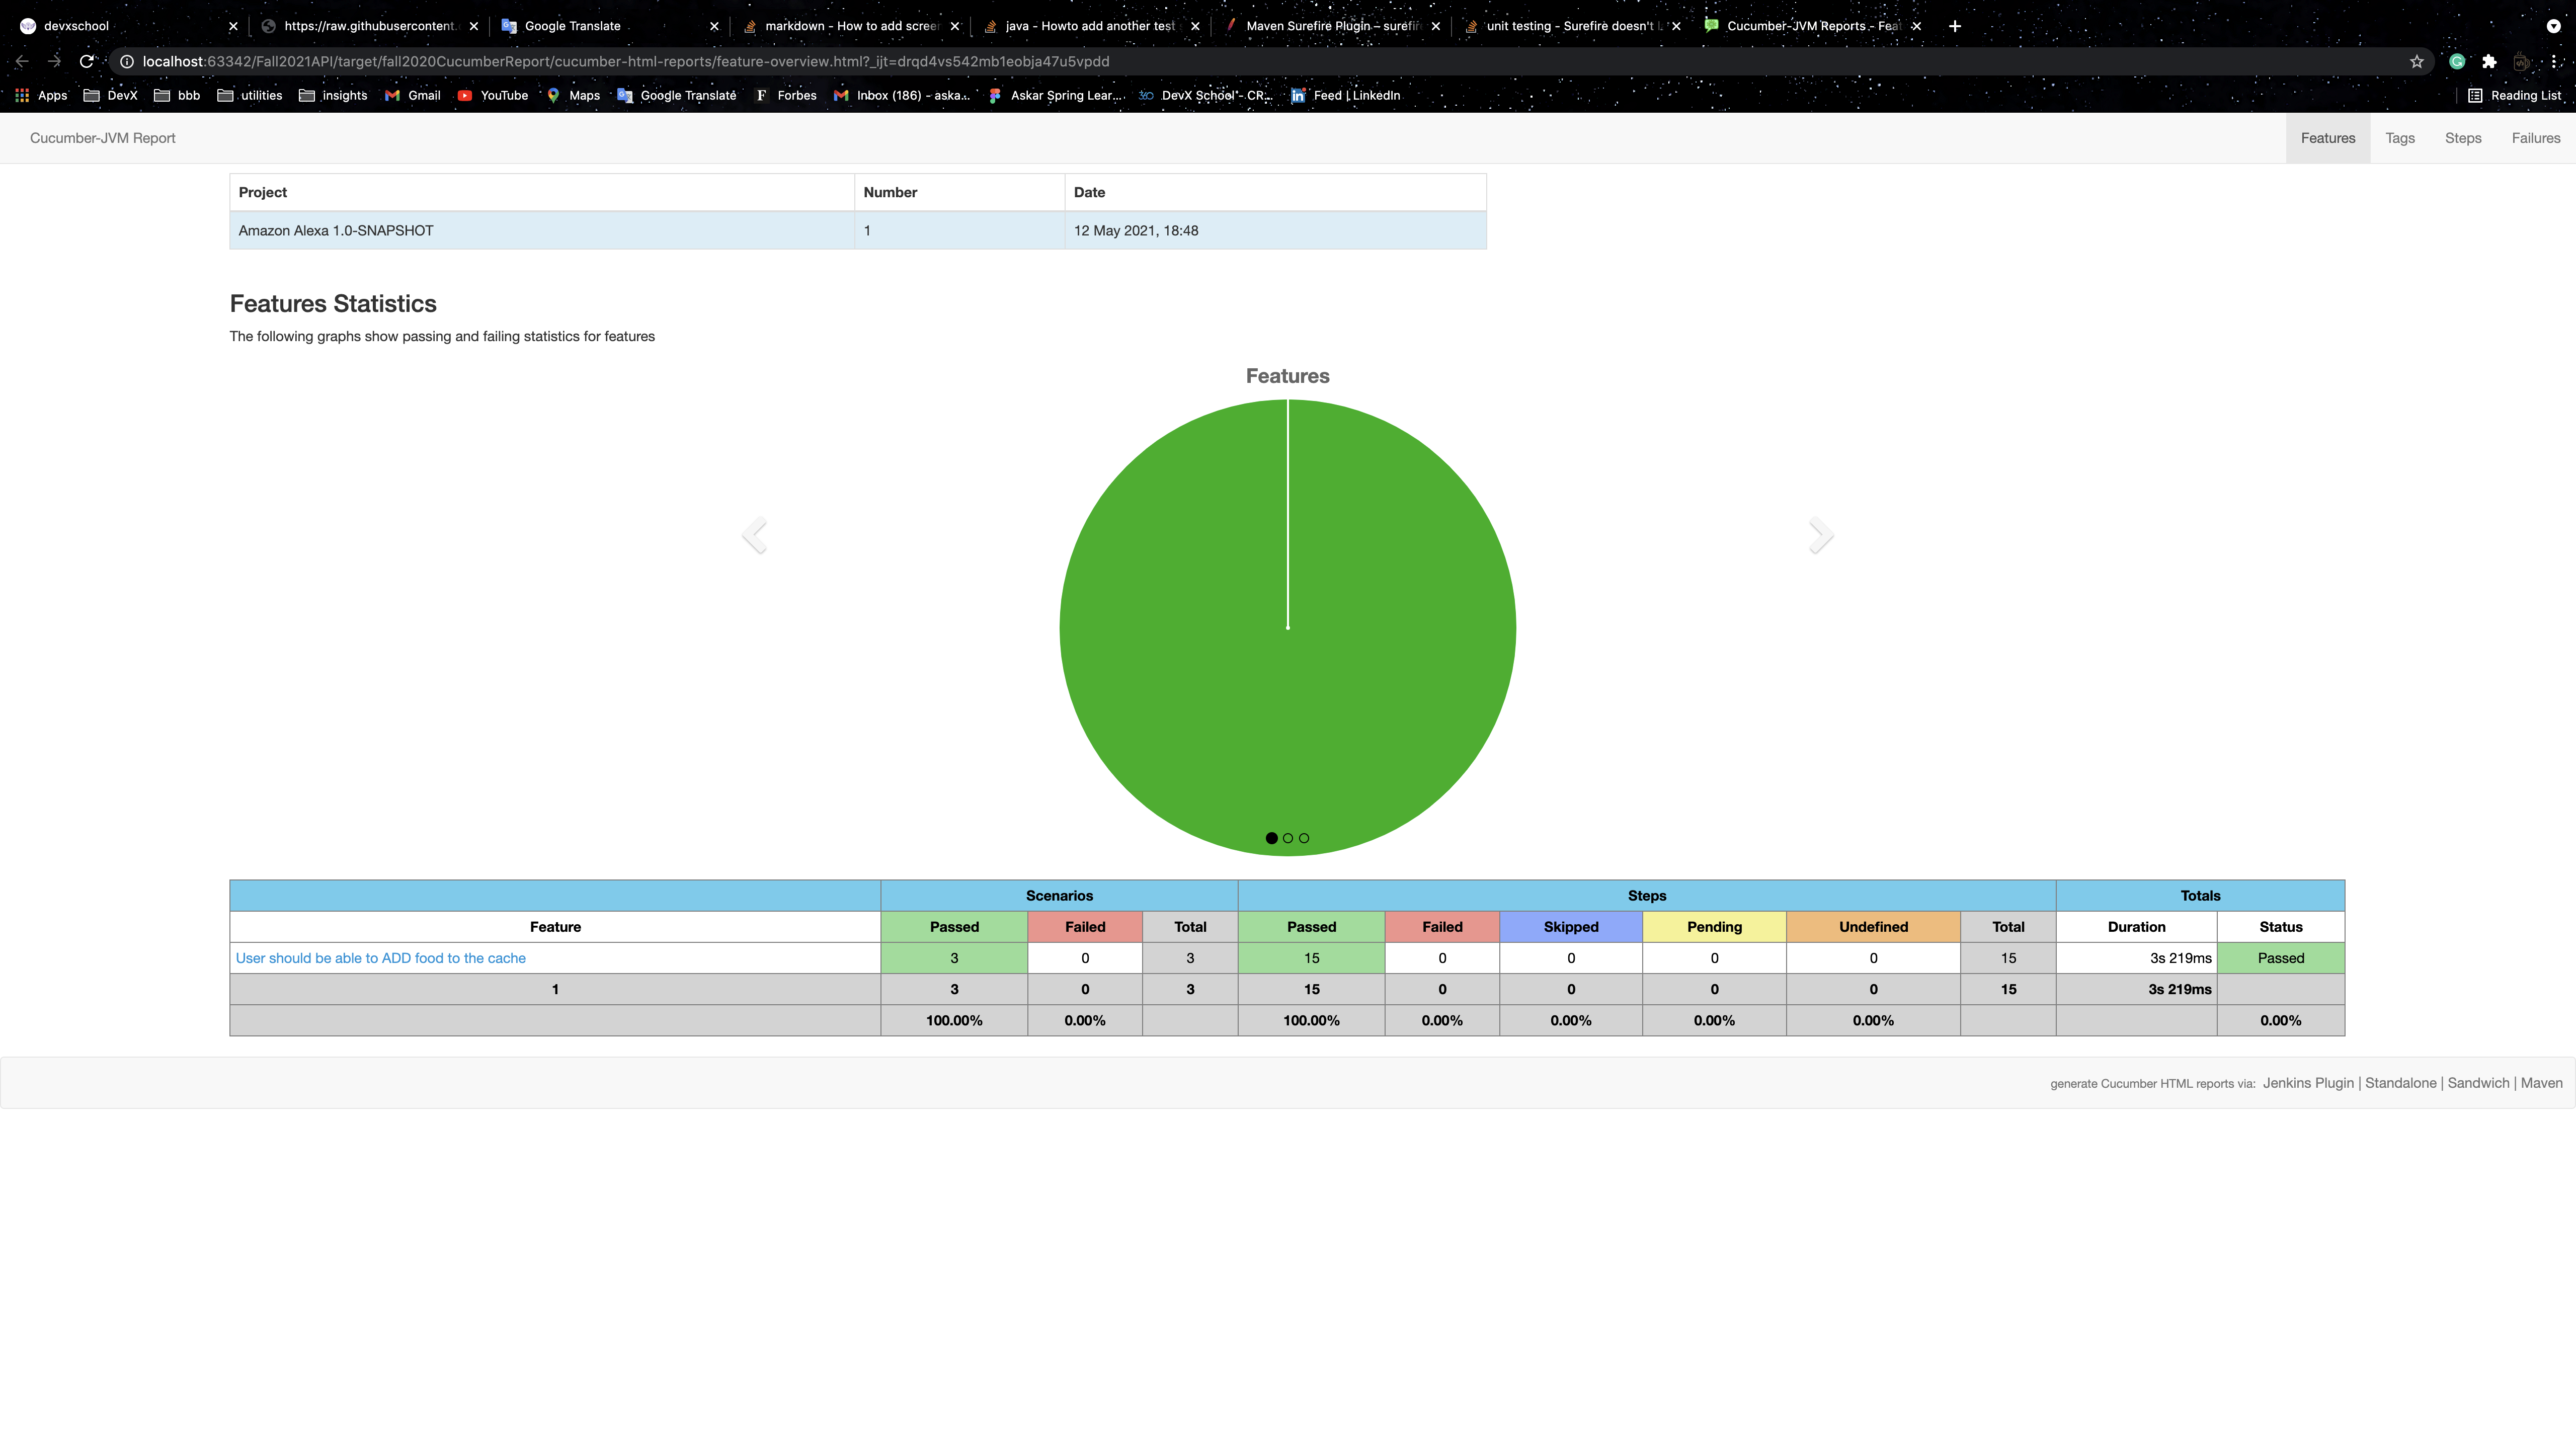 devxschool
https://raw.githubusercontent.
Google Translate
markdown - How to add screen
java - Howto add another test
Maven Surefire Plugin – surefire
unit testing - Surefire doesn't
Cucumber-JVM Reports - Feat
localhost:63342/Fall2021API/target/fall2020CucumberReport/cucumber-html-reports/feature-overview.html?_ijt=drqd4vs542mb1eobja47u5vpdd
Apps DevX bbb utilities insights Gmail YouTube Maps Google Translate Forbes Inbox (186) - aska... Askar Spring Lear... DevX School - CR... Feed | LinkedIn Reading List
Cucumber-JVM Report Features Tags Steps Failures
Project Number Date
Amazon Alexa 1.0-SNAPSHOT 1 12 May 2021, 18:48
Features Statistics
The following graphs show passing and failing statistics for features
Features
Scenarios Steps Totals
Feature Passed Failed Total Passed Failed Skipped Pending Undefined Total Duration Status
User should be able to ADD food to the cache 3 0 3 15 0 0 0 0 15 3s 219ms Passed
1 3 0 3 15 0 0 0 0 15 3s 219ms
100.00% 0.00% 100.00% 0.00% 0.00% 0.00% 0.00% 0.00%
generate Cucumber HTML reports via: Jenkins Plugin | Standalone | Sandwich | Maven